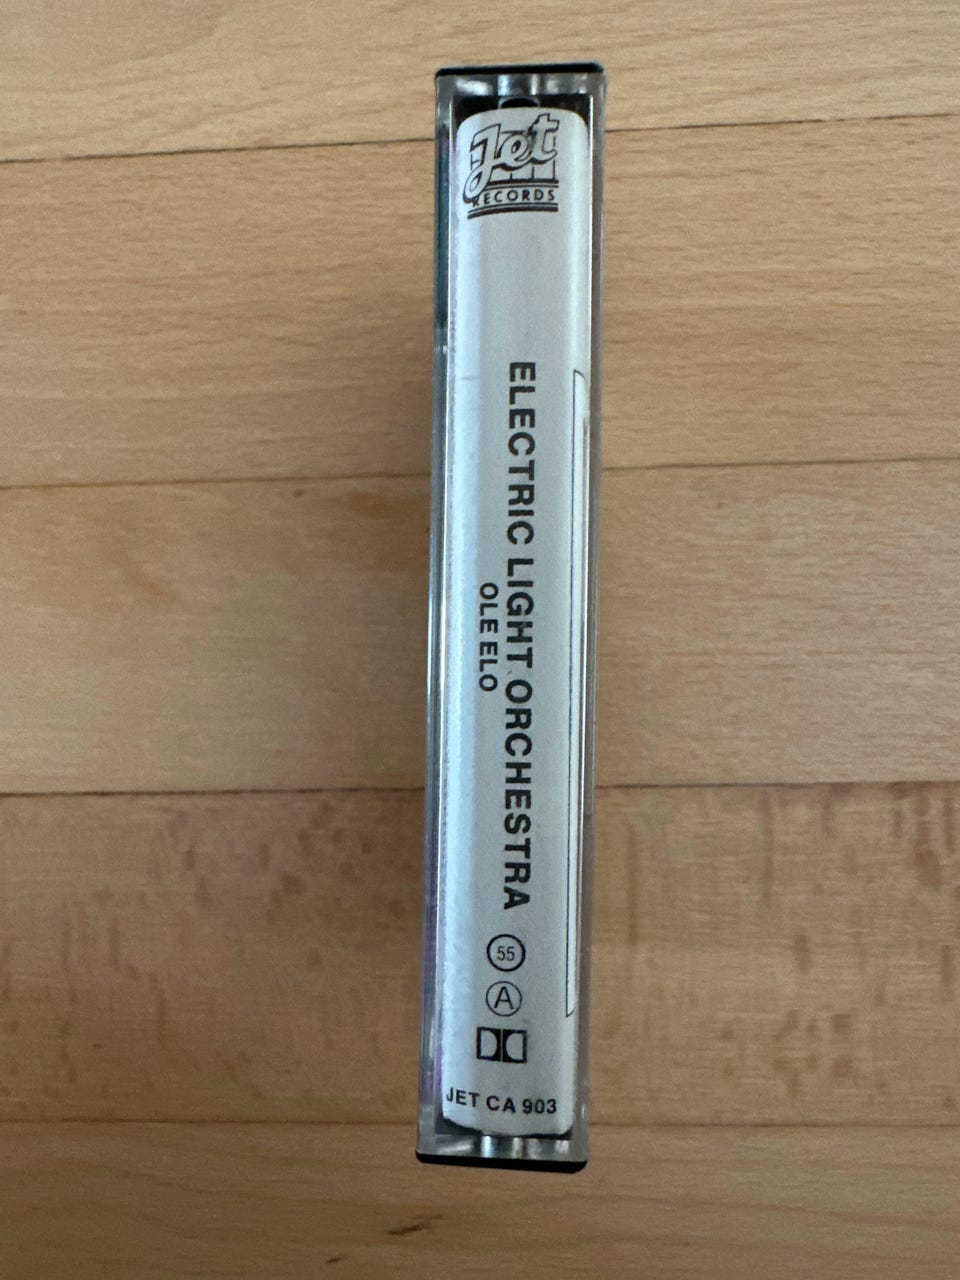 Jet
RECORDS
ELECTRIC LIGHT ORCHESTRA
OLE ELO
55
A
JET CA 903